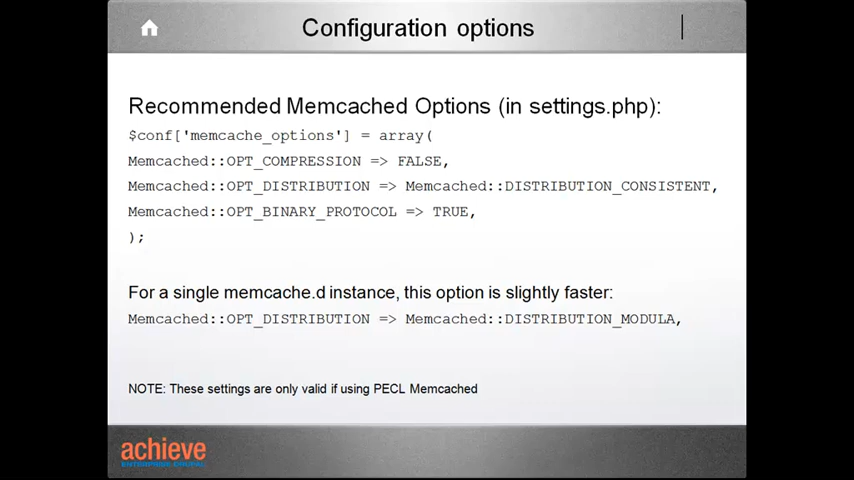 Configuration options
Recommended Memcached Options (in settings.php):
$conf['memcache_options'] = array(
Memcached::OPT_COMPRESSION => FALSE,
Memcached::OPT_DISTRIBUTION => Memcached::DISTRIBUTION_CONSISTENT,
Memcached::OPT_BINARY_PROTOCOL => TRUE,
);
For a single memcache.d instance, this option is slightly faster:
Memcached::OPT_DISTRIBUTION => Memcached::DISTRIBUTION_MODULA,
NOTE: These settings are only valid if using PECL Memcached
achieve
ENTERPRISE DRUPAL